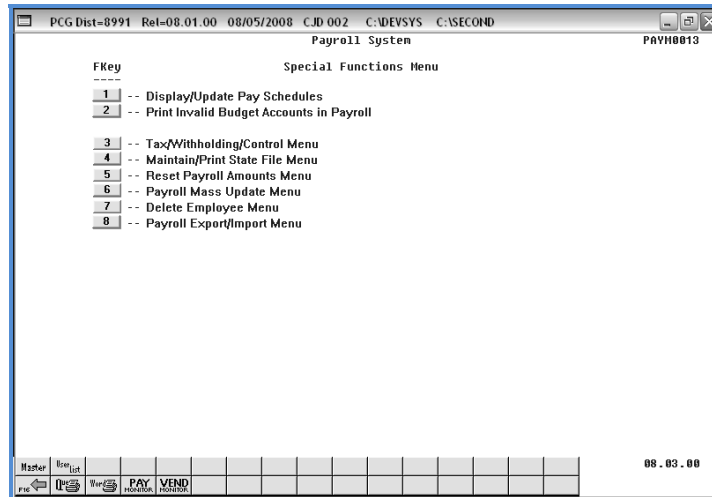 PCG Dist=8991 Rel=08.01.00 08/05/2008 CJD 002 C:\DEVSYS C:\SECOND
Payroll System PAYM0013
FKey Special Functions Menu
----
1 -- Display/Update Pay Schedules
2 -- Print Invalid Budget Accounts in Payroll
3 -- Tax/Withholding/Control Menu
4 -- Maintain/Print State File Menu
5 -- Reset Payroll Amounts Menu
6 -- Payroll Mass Update Menu
7 -- Delete Employee Menu
8 -- Payroll Export/Import Menu
Master User List 08.03.00
F16 Que Word PAY MONITOR VEND MONITOR